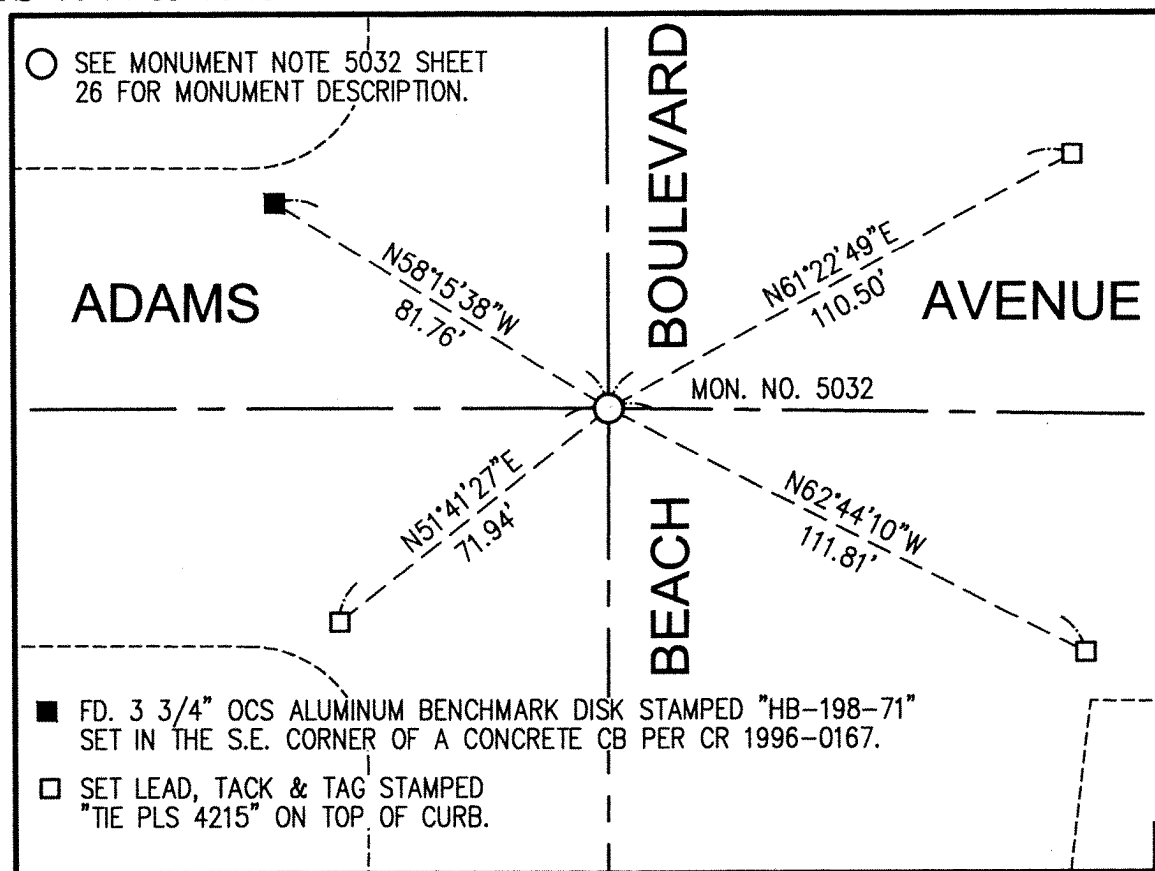 SEE MONUMENT NOTE 5032 SHEET
26 FOR MONUMENT DESCRIPTION.
BOULEVARD
N58°15'38"W
81.76'
N61°22'49"E
110.50'
ADAMS
AVENUE
MON. NO. 5032
N51°41'27"E
71.94'
N62°44'10"W
111.81'
BEACH
FD. 3 3/4" OCS ALUMINUM BENCHMARK DISK STAMPED "HB-198-71"
SET IN THE S.E. CORNER OF A CONCRETE CB PER CR 1996-0167.
SET LEAD, TACK & TAG STAMPED
"TIE PLS 4215" ON TOP OF CURB.